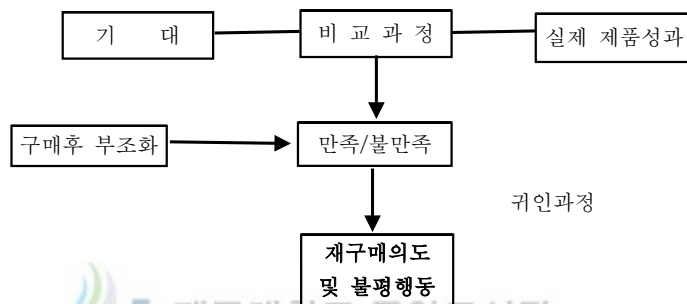 기 대
비 교 과 정
실제 제품성과
구매후 부조화
만족/불만족
귀인과정
재구매의도
및 불평행동